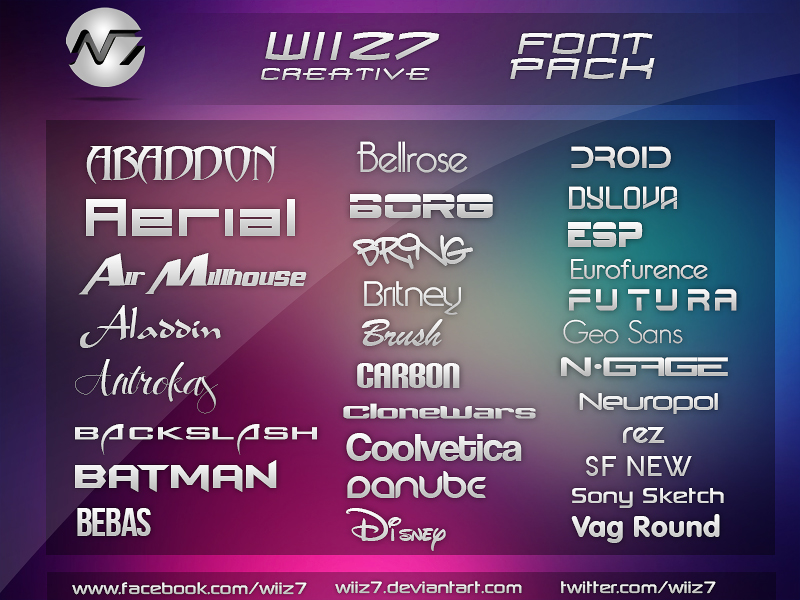 N7
WIIZ7
CREATIVE
FONT
PACK
ABADDON
Aerial
Air Millhouse
Aladdin
Antrokax
BACKSLASH
BATMAN
BEBAS
Bellrose
BORG
BRING
Britney
Brush
CARBON
CloneWars
Coolvetica
DANUBE
Disney
DROID
DYLOVA
ESP
Eurofurence
FUTURA
Geo Sans
N·GAGE
Neuropol
rez
SF NEW
Sony Sketch
Vag Round
www.facebook.com/wiiz7
wiiz7.deviantart.com
twitter.com/wiiz7